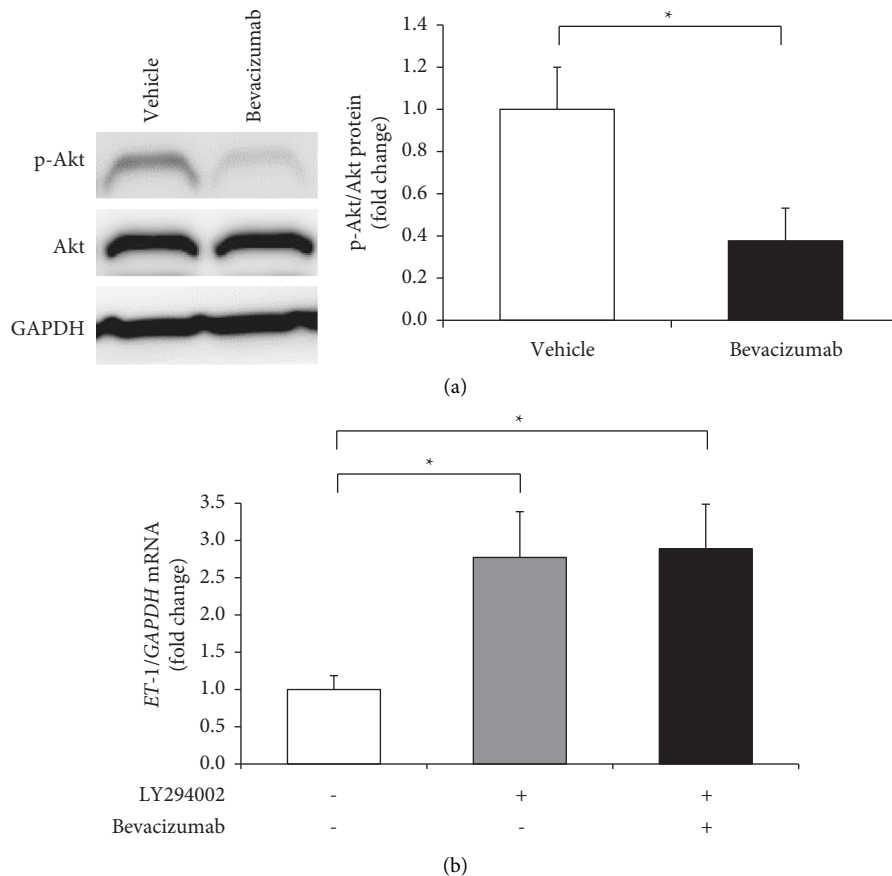 Vehicle
Bevacizumab
p-Akt
Akt
GAPDH
p-Akt/Akt protein
(fold change)
1.4
1.2
1.0
0.8
0.6
0.4
0.2
0.0
*
Vehicle
Bevacizumab
(a)
ET-1/GAPDH mRNA
(fold change)
3.5
3.0
2.5
2.0
1.5
1.0
0.5
0.0
*
*
LY294002 - + +
Bevacizumab - - +
(b)